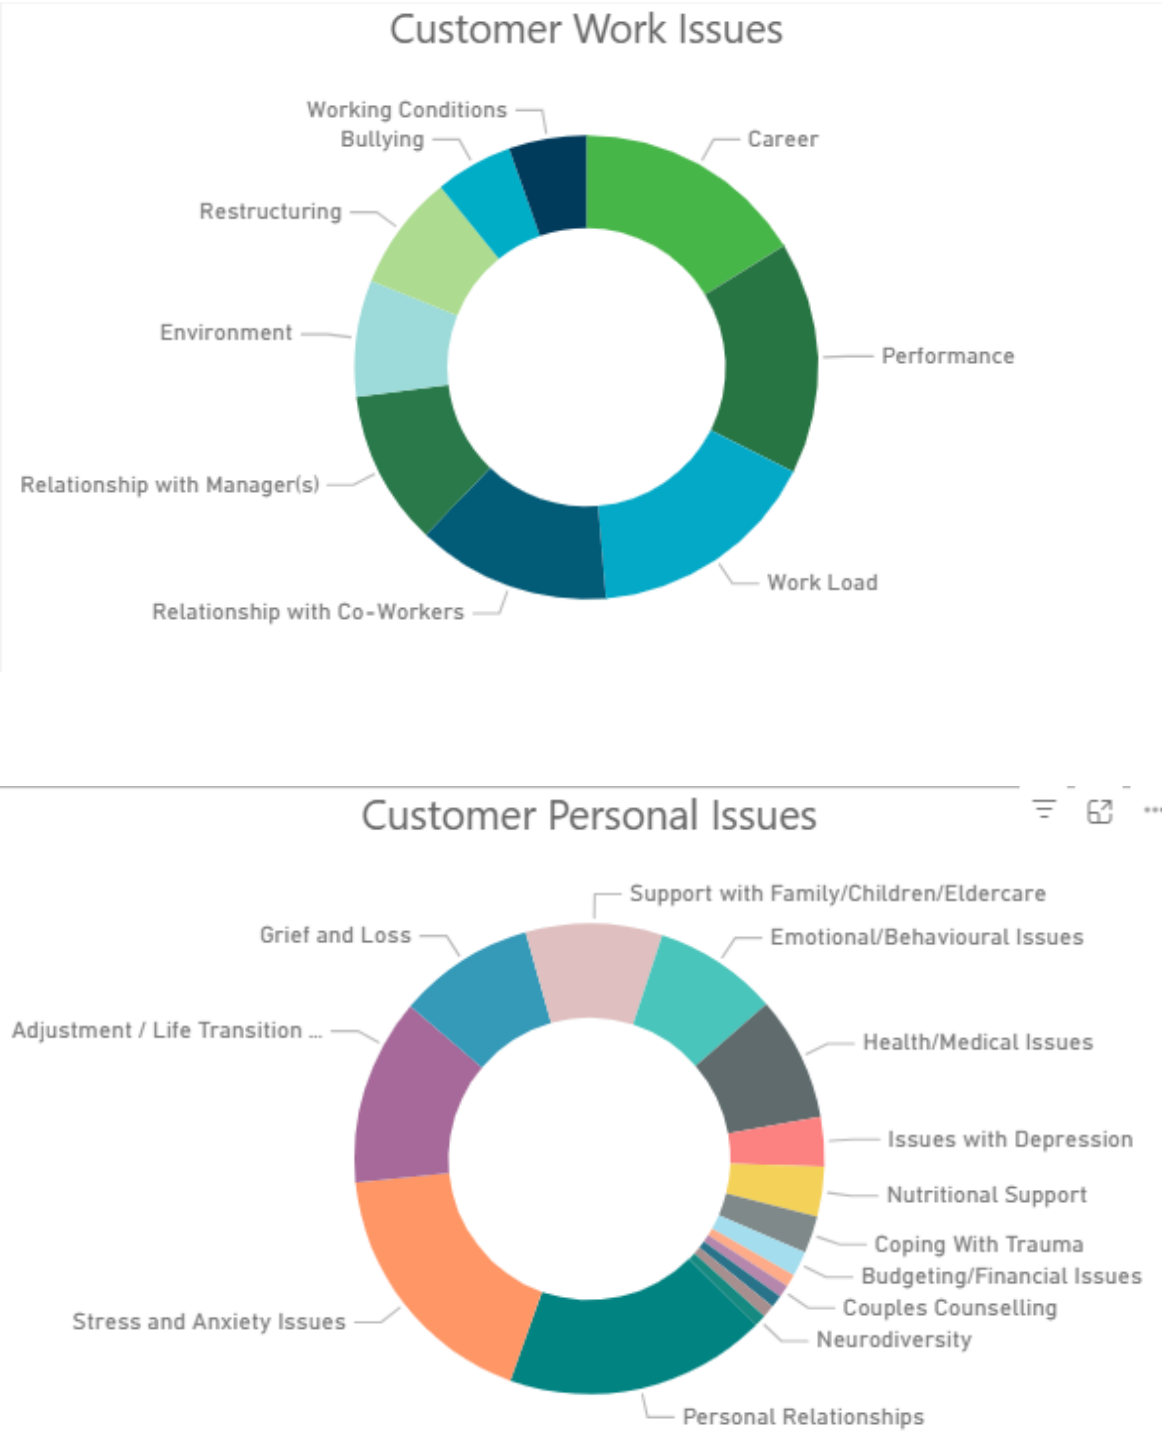 Customer Work Issues
Working Conditions
Career
Bullying
Restructuring
Environment
Performance
Relationship with Manager(s)
Work Load
Relationship with Co-Workers
Customer Personal Issues
Support with Family/Children/Eldercare
Grief and Loss
Emotional/Behavioural Issues
Adjustment / Life Transition ...
Health/Medical Issues
Issues with Depression
Nutritional Support
Coping With Trauma
Budgeting/Financial Issues
Couples Counselling
Stress and Anxiety Issues
Neurodiversity
Personal Relationships